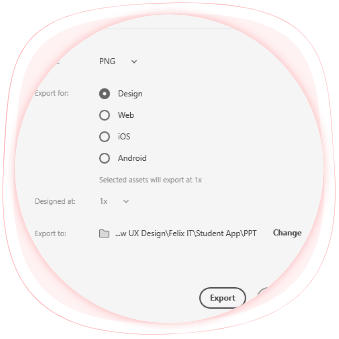 PNG
Export for:
Design
Web
iOS
Android
Selected assets will export at 1x
Designed at: 1x
Export to: ...w UX Design\Felix IT\Student App\PPT Change
Export